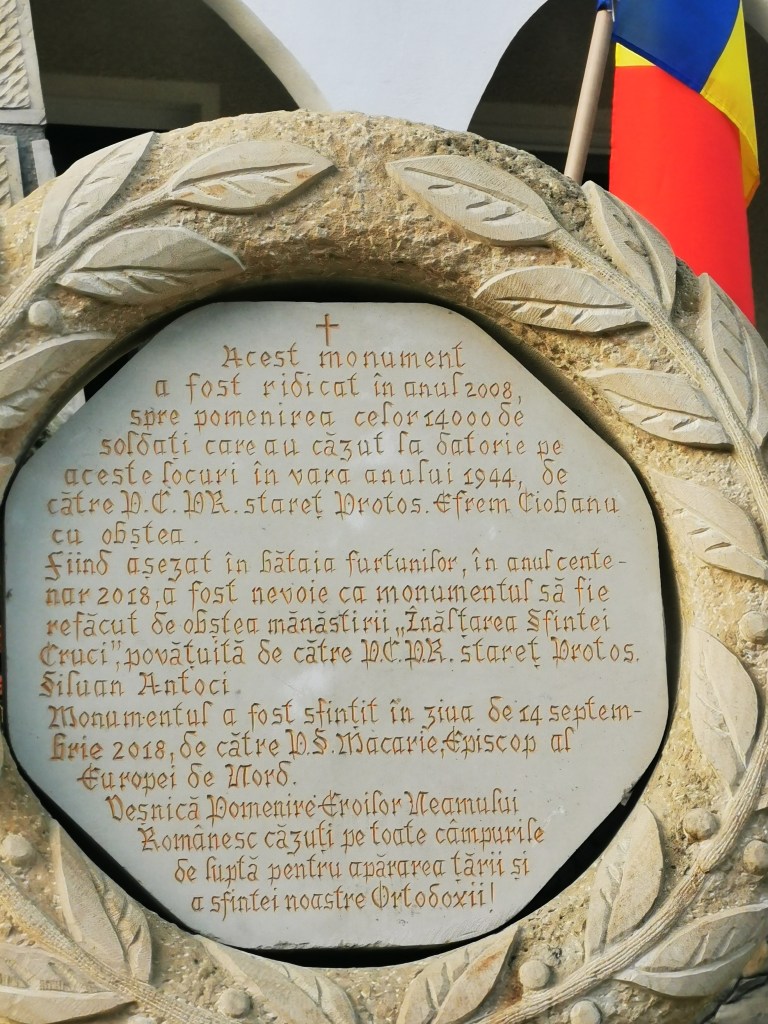 Acest monument
a fost ridicat în anul 2008,
spre pomenirea celor 14000 de
soldați care au căzut la datorie pe
aceste locuri în vara anului 1944, de
către P.C. PR. stareț Protos. Efrem Ciobanu
cu obștea.
Fiind așezat în bătaia furtunilor, în anul cente-
nar 2018, a fost nevoie ca monumentul să fie
refăcut de obștea mănăstirii „Înălțarea Sfintei
Cruci”, povățuită de către P.C.P.R. stareț Protos.
Siluan Antoci
Monumentul a fost sfințit în ziua de 14 septem-
brie 2018, de către P.S. Macarie, Episcop al
Europei de Nord.
Veșnică Pomenire Eroilor Neamului
Românesc căzuți pe toate câmpurile
de luptă pentru apărarea țării și
a sfintei noastre Ortodoxii!